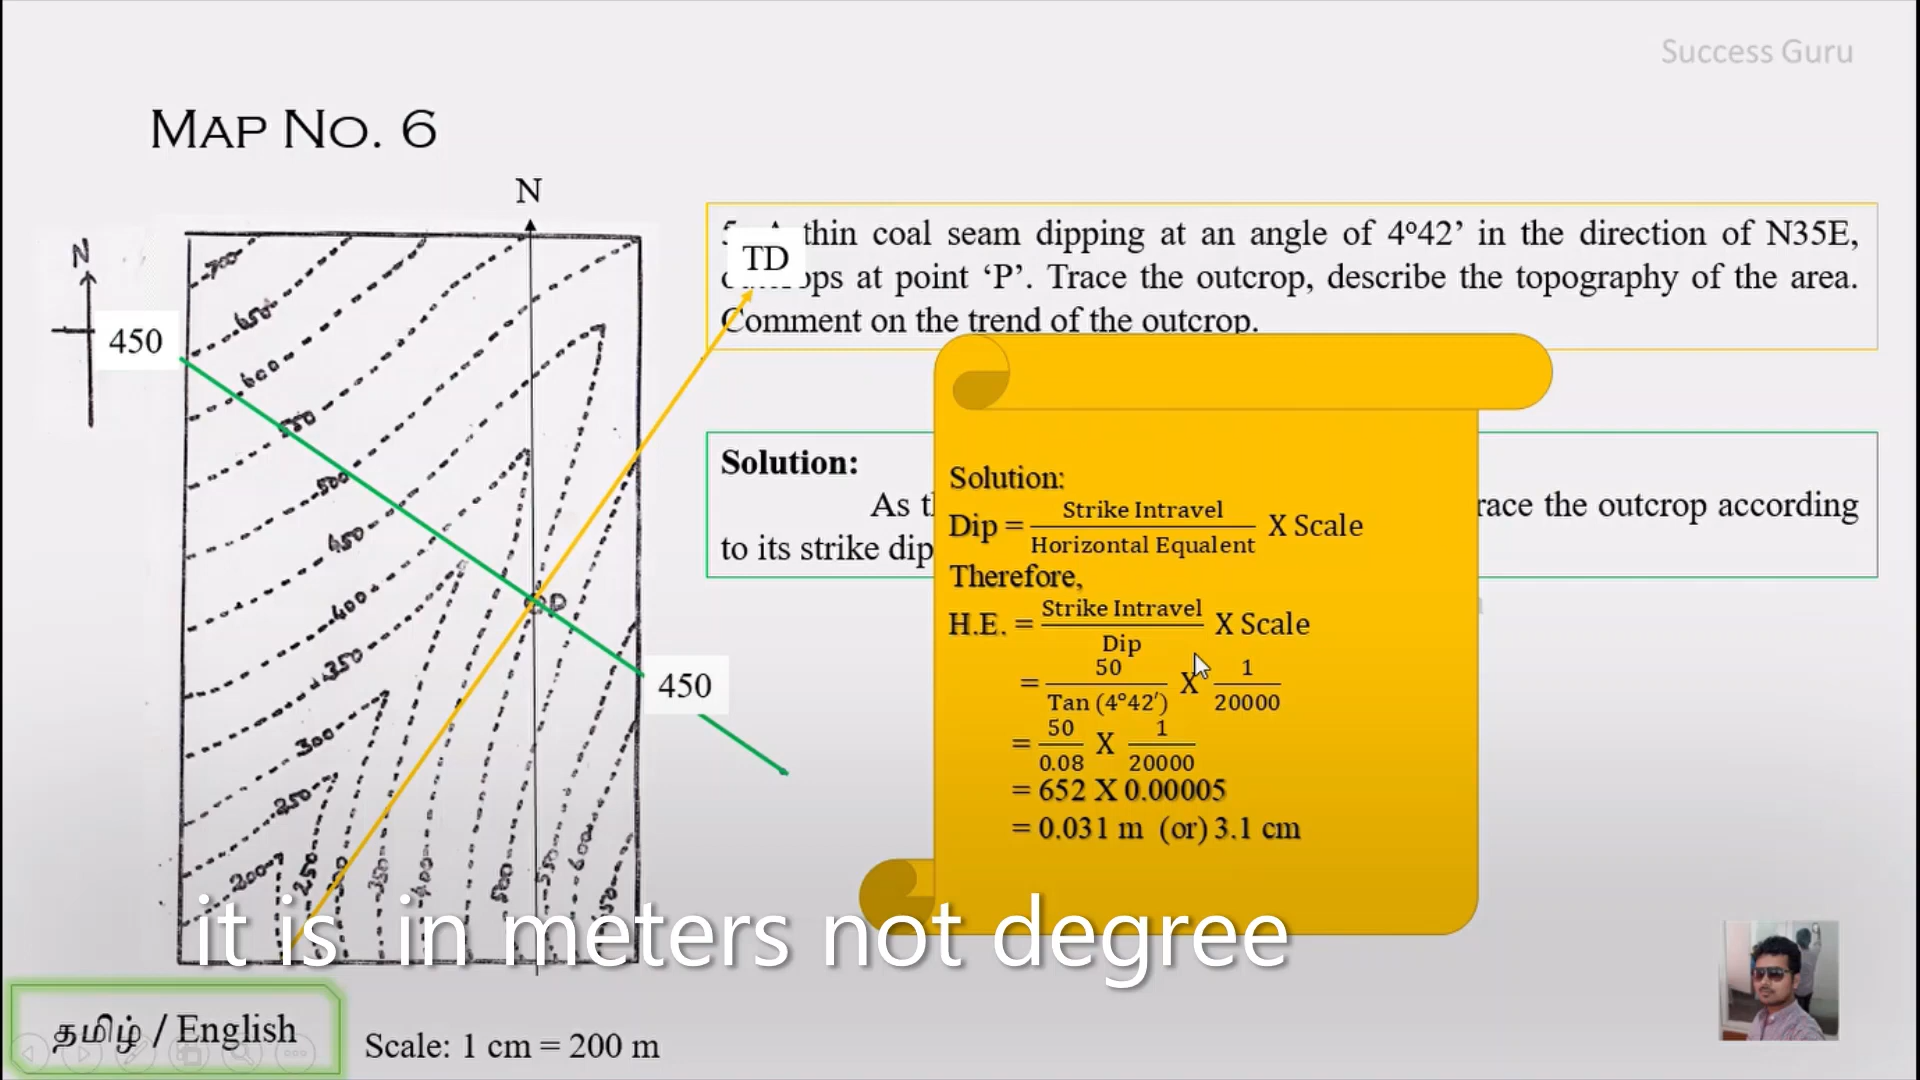 Success Guru
MAP NO. 6
N
N
TD
450
450
700
650
600
550
500
450
400
350
300
250
200
250
350
400
500
550
600
P
thin coal seam dipping at an angle of 4º42’ in the direction of N35E,
ops at point ‘P’. Trace the outcrop, describe the topography of the area.
Comment on the trend of the outcrop.
Solution:
As race the outcrop according
to its strike dip
Solution:
Dip = Strike Intravel / Horizontal Equalent X Scale
Therefore,
H.E. = Strike Intravel / Dip X Scale
= 50 / Tan (4°42′) X 1 / 20000
= 50 / 0.08 X 1 / 20000
= 652 X 0.00005
= 0.031 m (or) 3.1 cm
it is in meters not degree
தமிழ் / English
Scale: 1 cm = 200 m